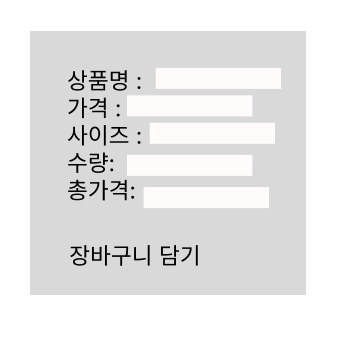 상품명 :
가격 :
사이즈 :
수량:
총가격:
장바구니 담기